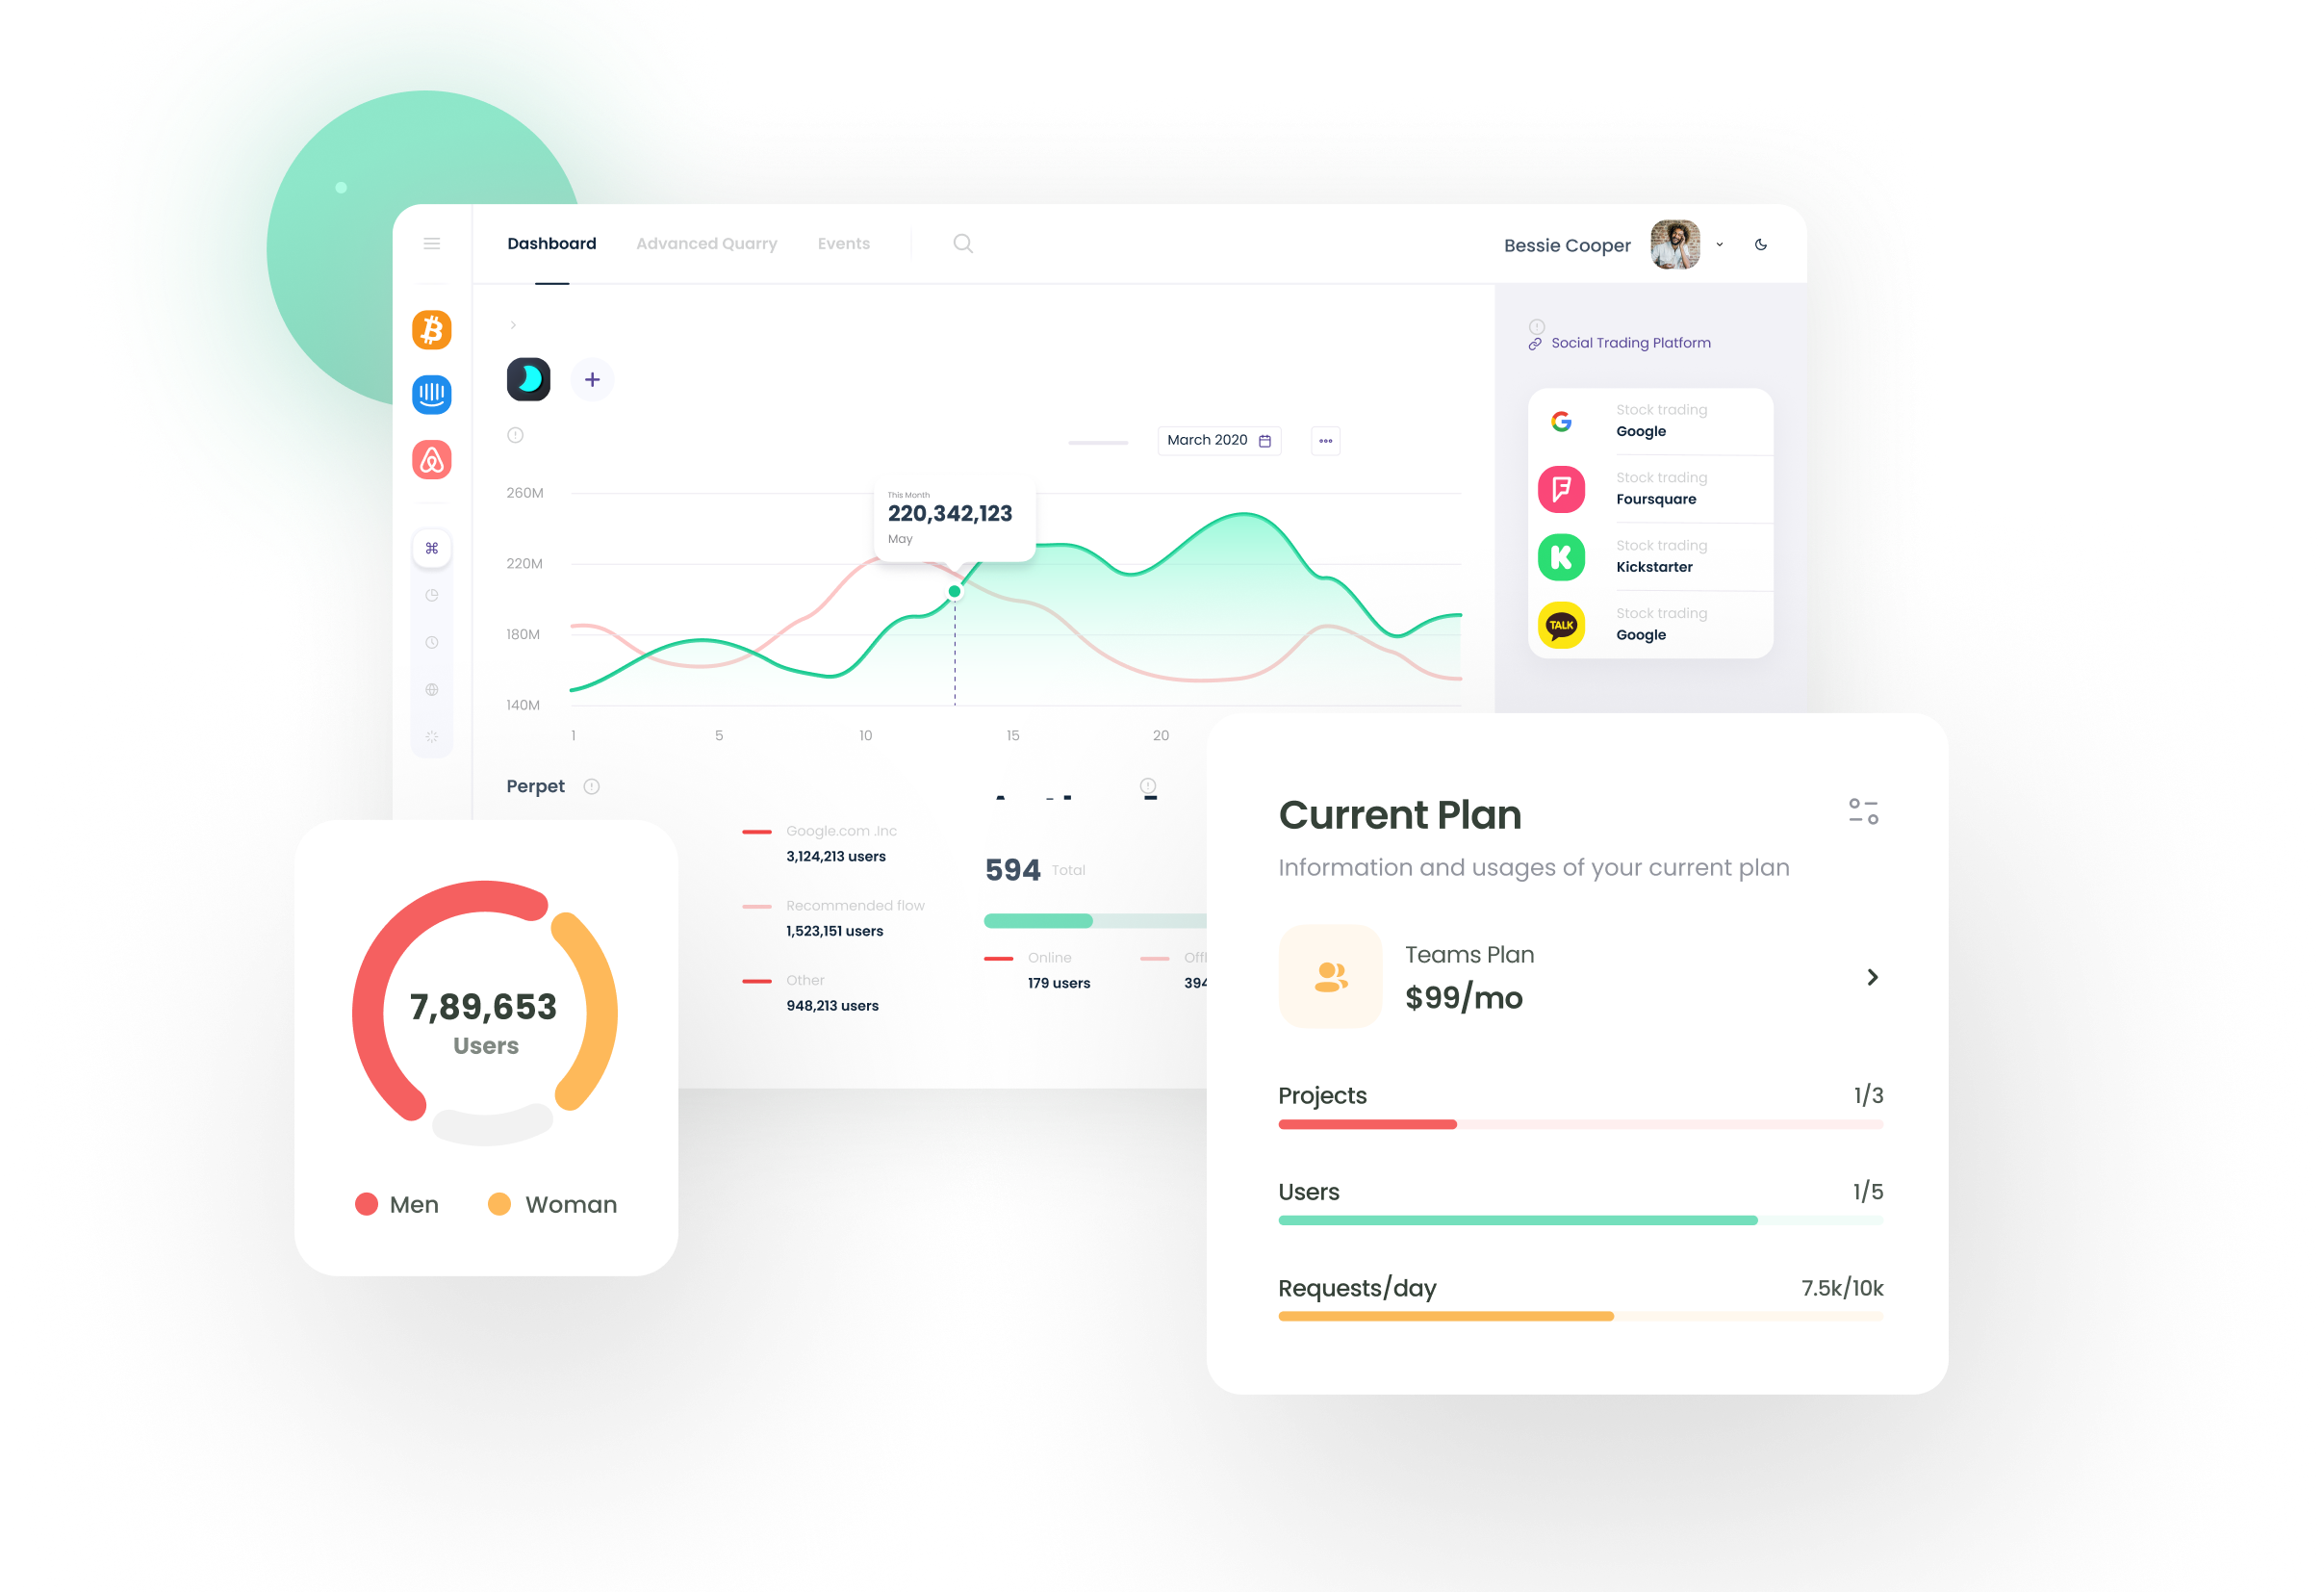 Dashboard
Advanced Quarry
Events
Bessie Cooper
Social Trading Platform
March 2020
Stock trading
Google
Stock trading
Foursquare
Stock trading
Kickstarter
TALK
Stock trading
Google
260M
220M
180M
140M
This Month
220,342,123
May
1
5
10
15
20
Perpet
Google.com .Inc
3,124,213 users
Recommended flow
1,523,151 users
Other
948,213 users
594 Total
Online
179 users
7,89,653
Users
Men
Woman
Current Plan
Information and usages of your current plan
Teams Plan
$99/mo
Projects 1/3
Users 1/5
Requests/day 7.5k/10k